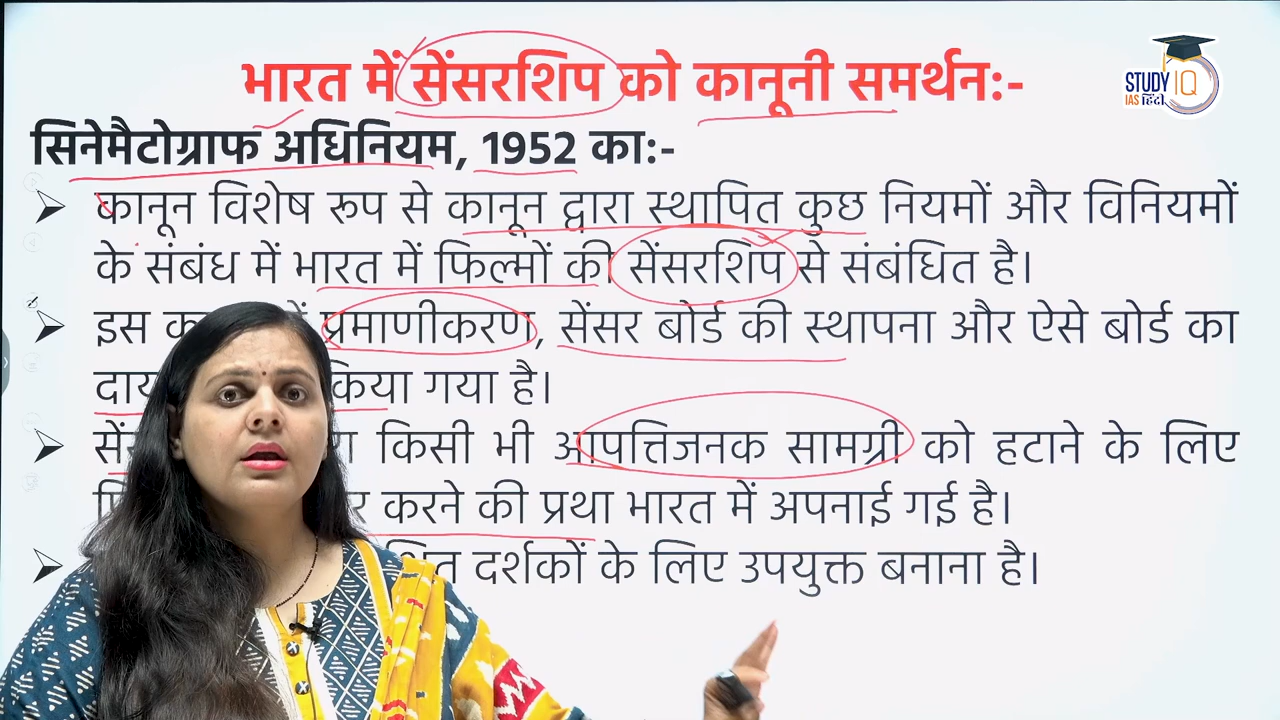 भारत में सेंसरशिप को कानूनी समर्थन:-
STUDY IQ
IAS हिंदी
सिनेमैटोग्राफ अधिनियम, 1952 का:-
कानून विशेष रूप से कानून द्वारा स्थापित कुछ नियमों और विनियमों
के संबंध में भारत में फिल्मों की सेंसरशिप से संबंधित है।
इस प्रमाणीकरण, सेंसर बोर्ड की स्थापना और ऐसे बोर्ड का
किया गया है।
किसी भी आपत्तिजनक सामग्री को हटाने के लिए
करने की प्रथा भारत में अपनाई गई है।
दर्शकों के लिए उपयुक्त बनाना है।